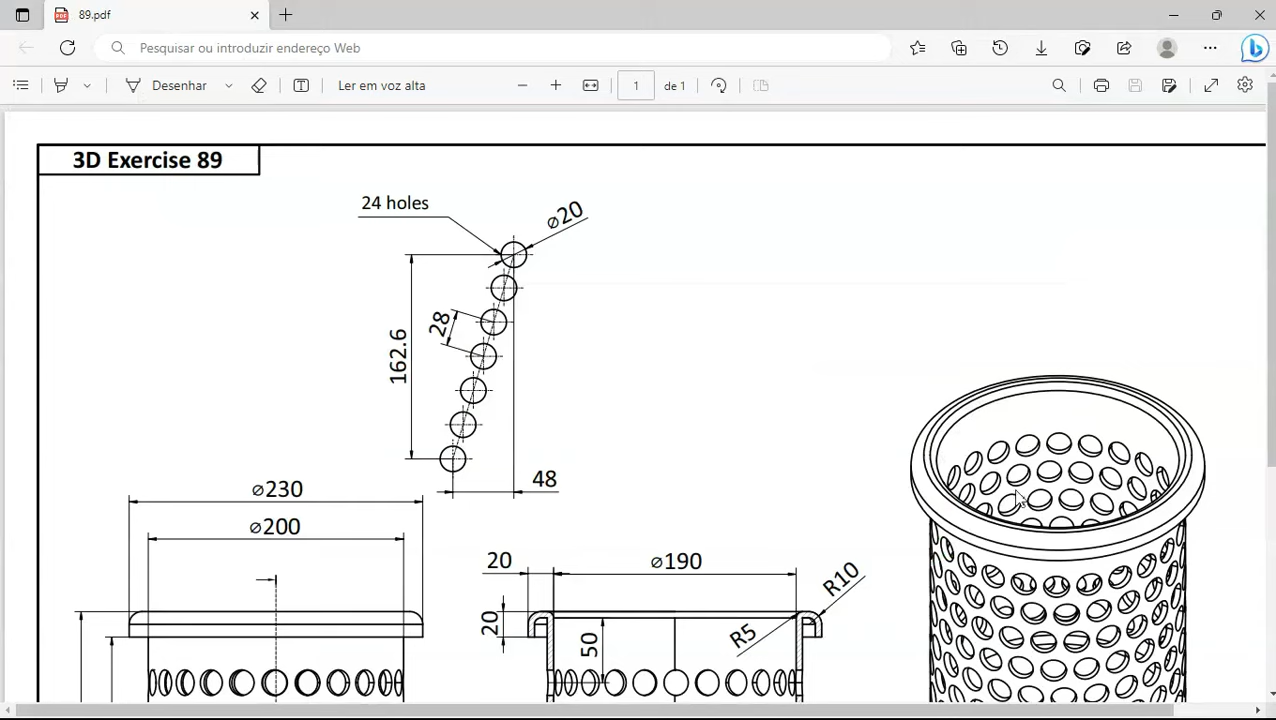 89.pdf
Pesquisar ou introduzir endereço Web
Desenhar
Ler em voz alta
1
de 1
3D Exercise 89
24 holes
⌀20
28
162.6
48
⌀230
⌀200
20
⌀190
R10
20
50
R5